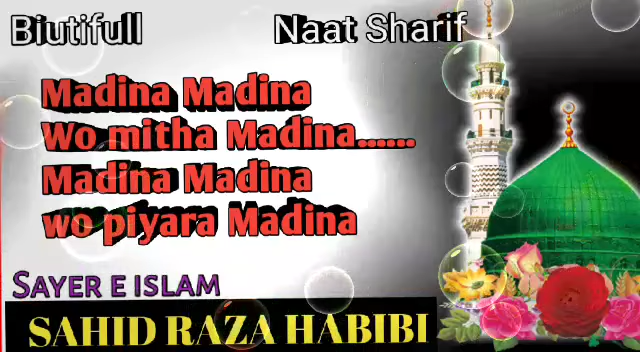 Biutifull Naat Sharif
Madina Madina
Wo mitha Madina......
Madina Madina
wo piyara Madina
SAYER E ISLAM
SAHID RAZA HABIBI